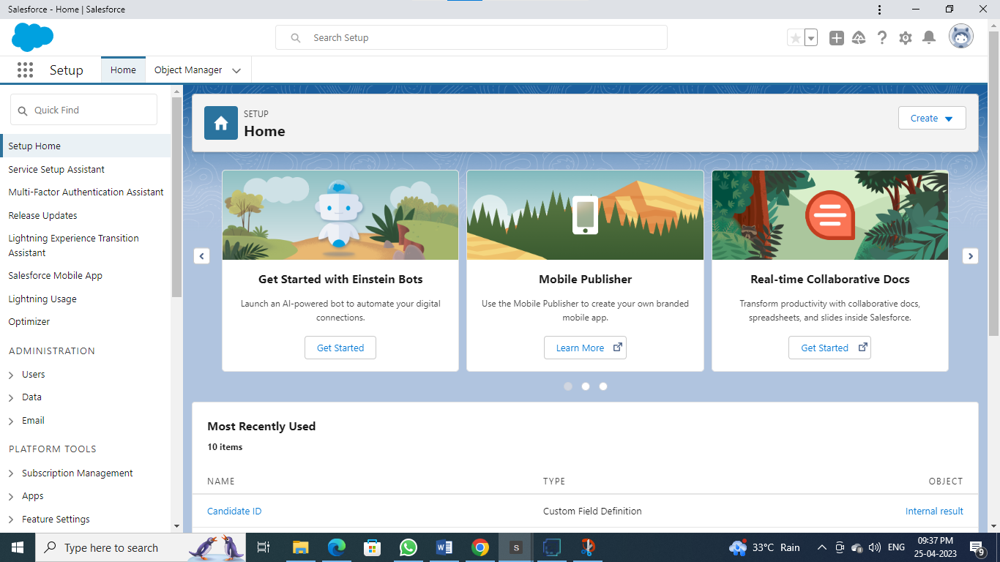 Salesforce - Home | Salesforce
Search Setup
Setup
Home
Object Manager
Quick Find
Setup Home
Service Setup Assistant
Multi-Factor Authentication Assistant
Release Updates
Lightning Experience Transition
Assistant
Salesforce Mobile App
Lightning Usage
Optimizer
ADMINISTRATION
Users
Data
Email
PLATFORM TOOLS
Subscription Management
Apps
Feature Settings
SETUP
Home
Create
Get Started with Einstein Bots
Launch an AI-powered bot to automate your digital
connections.
Get Started
Mobile Publisher
Use the Mobile Publisher to create your own branded
mobile app.
Learn More
Real-time Collaborative Docs
Transform productivity with collaborative docs,
spreadsheets, and slides inside Salesforce.
Get Started
Most Recently Used
10 items
NAME TYPE OBJECT
Candidate ID Custom Field Definition Internal result
Type here to search
S
33°C Rain
ENG
09:37 PM
25-04-2023
9